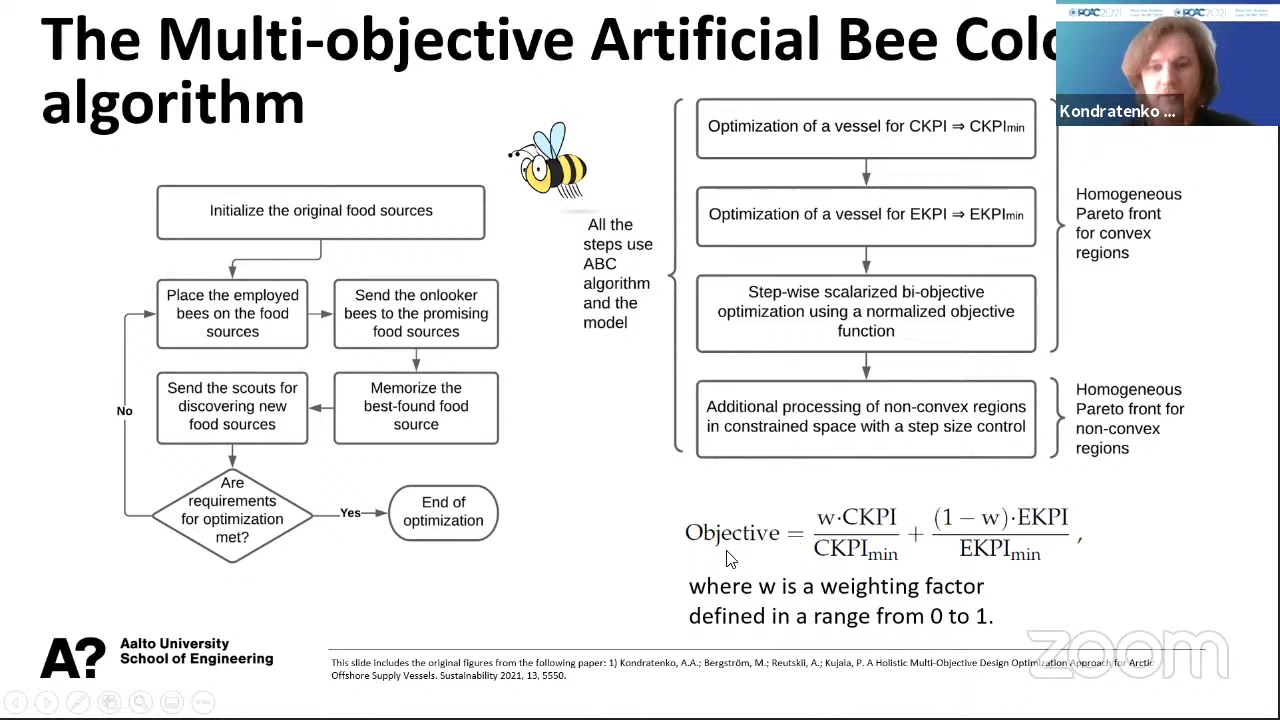 The Multi-objective Artificial Bee Colo
algorithm
POAC2021
POAC2021
Kondratenko ...
Initialize the original food sources
Place the employed
bees on the food
sources
Send the onlooker
bees to the promising
food sources
Send the scouts for
discovering new
food sources
Memorize the
best-found food
source
No
Are
requirements
for optimization
met?
Yes
End of
optimization
All the
steps use
ABC
algorithm
and the
model
Optimization of a vessel for CKPI ⇒ CKPImin
Optimization of a vessel for EKPI ⇒ EKPImin
Step-wise scalarized bi-objective
optimization using a normalized objective
function
Additional processing of non-convex regions
in constrained space with a step size control
Homogeneous
Pareto front
for convex
regions
Homogeneous
Pareto front for
non-convex
regions
Objective = w·CKPI / CKPImin + (1 − w)·EKPI / EKPImin ,
where w is a weighting factor
defined in a range from 0 to 1.
A?
Aalto University
School of Engineering
This slide includes the original figures from the following paper: 1) Kondratenko, A.A.; Bergström, M.; Reutskii, A.; Kujala, P. A Holistic Multi-Objective Design Optimization Approach for Arctic
Offshore Supply Vessels. Sustainability 2021, 13, 5550.
zoom